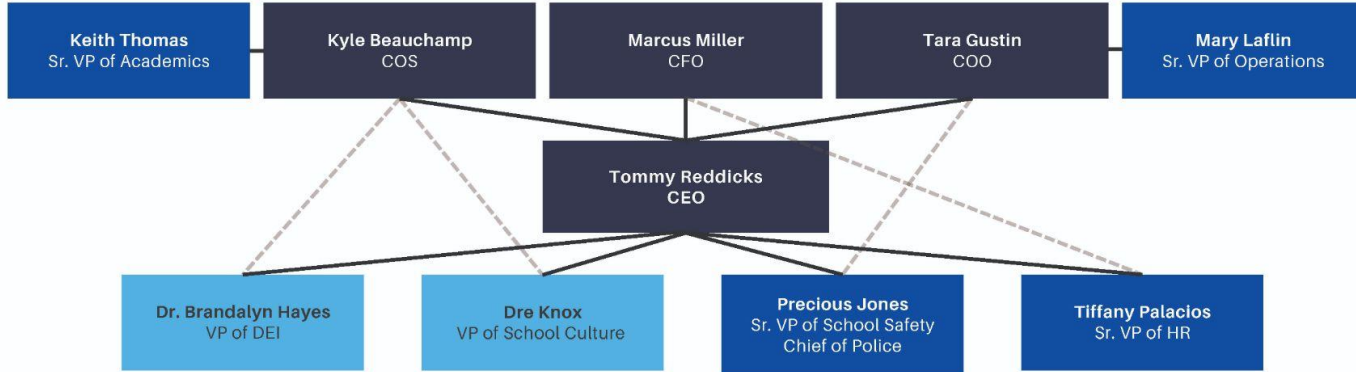 Keith Thomas
Sr. VP of Academics
Kyle Beauchamp
COS
Marcus Miller
CFO
Tara Gustin
COO
Mary Laflin
Sr. VP of Operations
Tommy Reddicks
CEO
Dr. Brandalyn Hayes
VP of DEI
Dre Knox
VP of School Culture
Precious Jones
Sr. VP of School Safety
Chief of Police
Tiffany Palacios
Sr. VP of HR